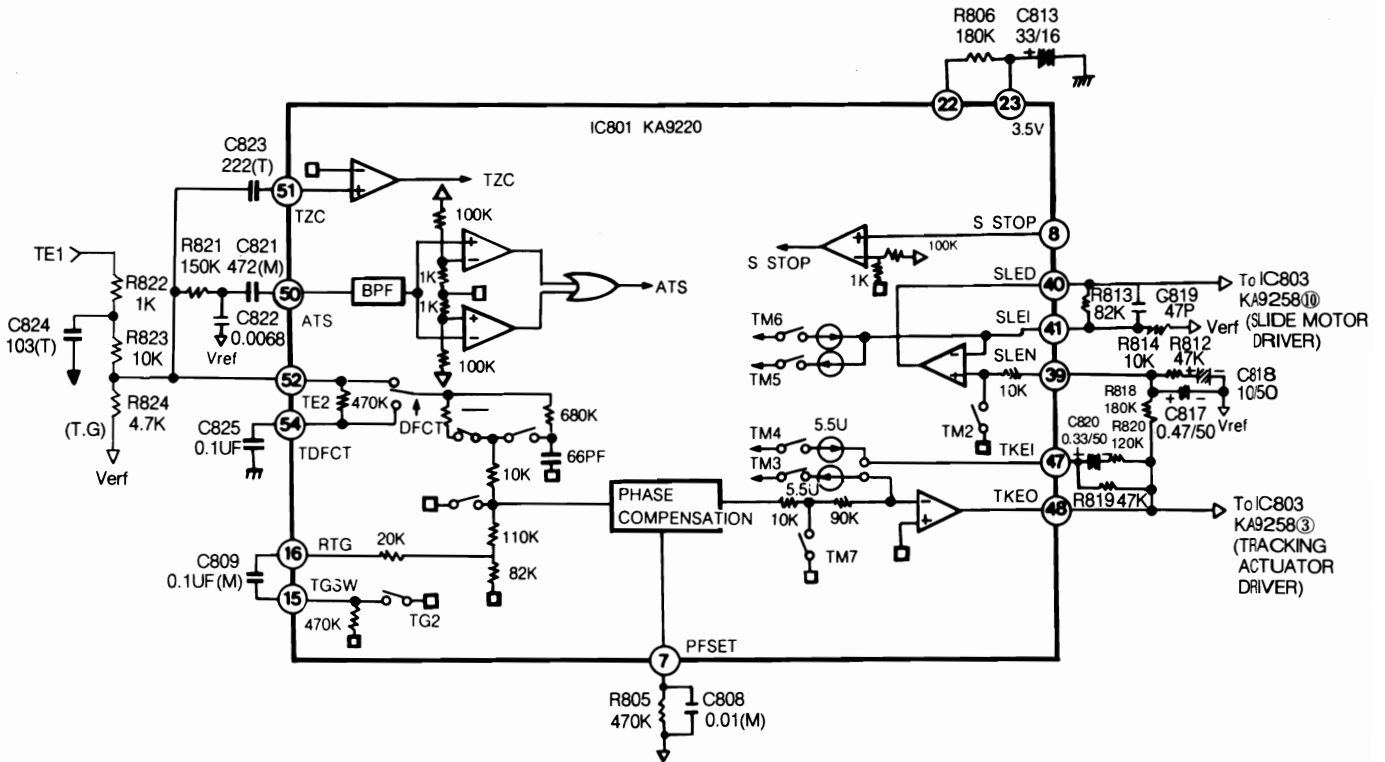 R806
180K
C813
33/16
+
22
23
3.5V
IC801 KA9220
C823
222(T)
51
TZC
TZC
-
+
100K
TE1
R822
1K
R821
150K
C821
472(M)
50
ATS
BPF
+
-
1K
1K
+
-
ATS
C824
103(T)
R823
10K
C822
0.0068
Vref
100K
52
TE2
470K
DFCT
680K
R824
4.7K
(T.G)
Verf
C825
0.1UF
54
TDFCT
66PF
10K
110K
16
RTG
20K
C809
0.1UF(M)
82K
15
TGSW
470K
TG2
PHASE
COMPENSATION
7
PFSET
R805
470K
C808
0.01(M)
S STOP
8
S STOP
+
-
100K
1K
SLED
40
R813
82K
C819
47P
To IC803
KA9258⑩
(SLIDE MOTOR
DRIVER)
TM6
TM5
SLEI
41
Verf
R814
10K
R812
47K
-
+
SLEN
39
10K
TM2
+ -
C818
10/50
R818
180K
+ -
C817
0.47/50
Vref
TM4
5.5U
TM3
5.5U
TKEI
47
C820
0.33/50
+
R820
120K
10K
90K
TM7
-
+
TKEO
48
R819
47K
To IC803
KA9258③
(TRACKING
ACTUATOR
DRIVER)